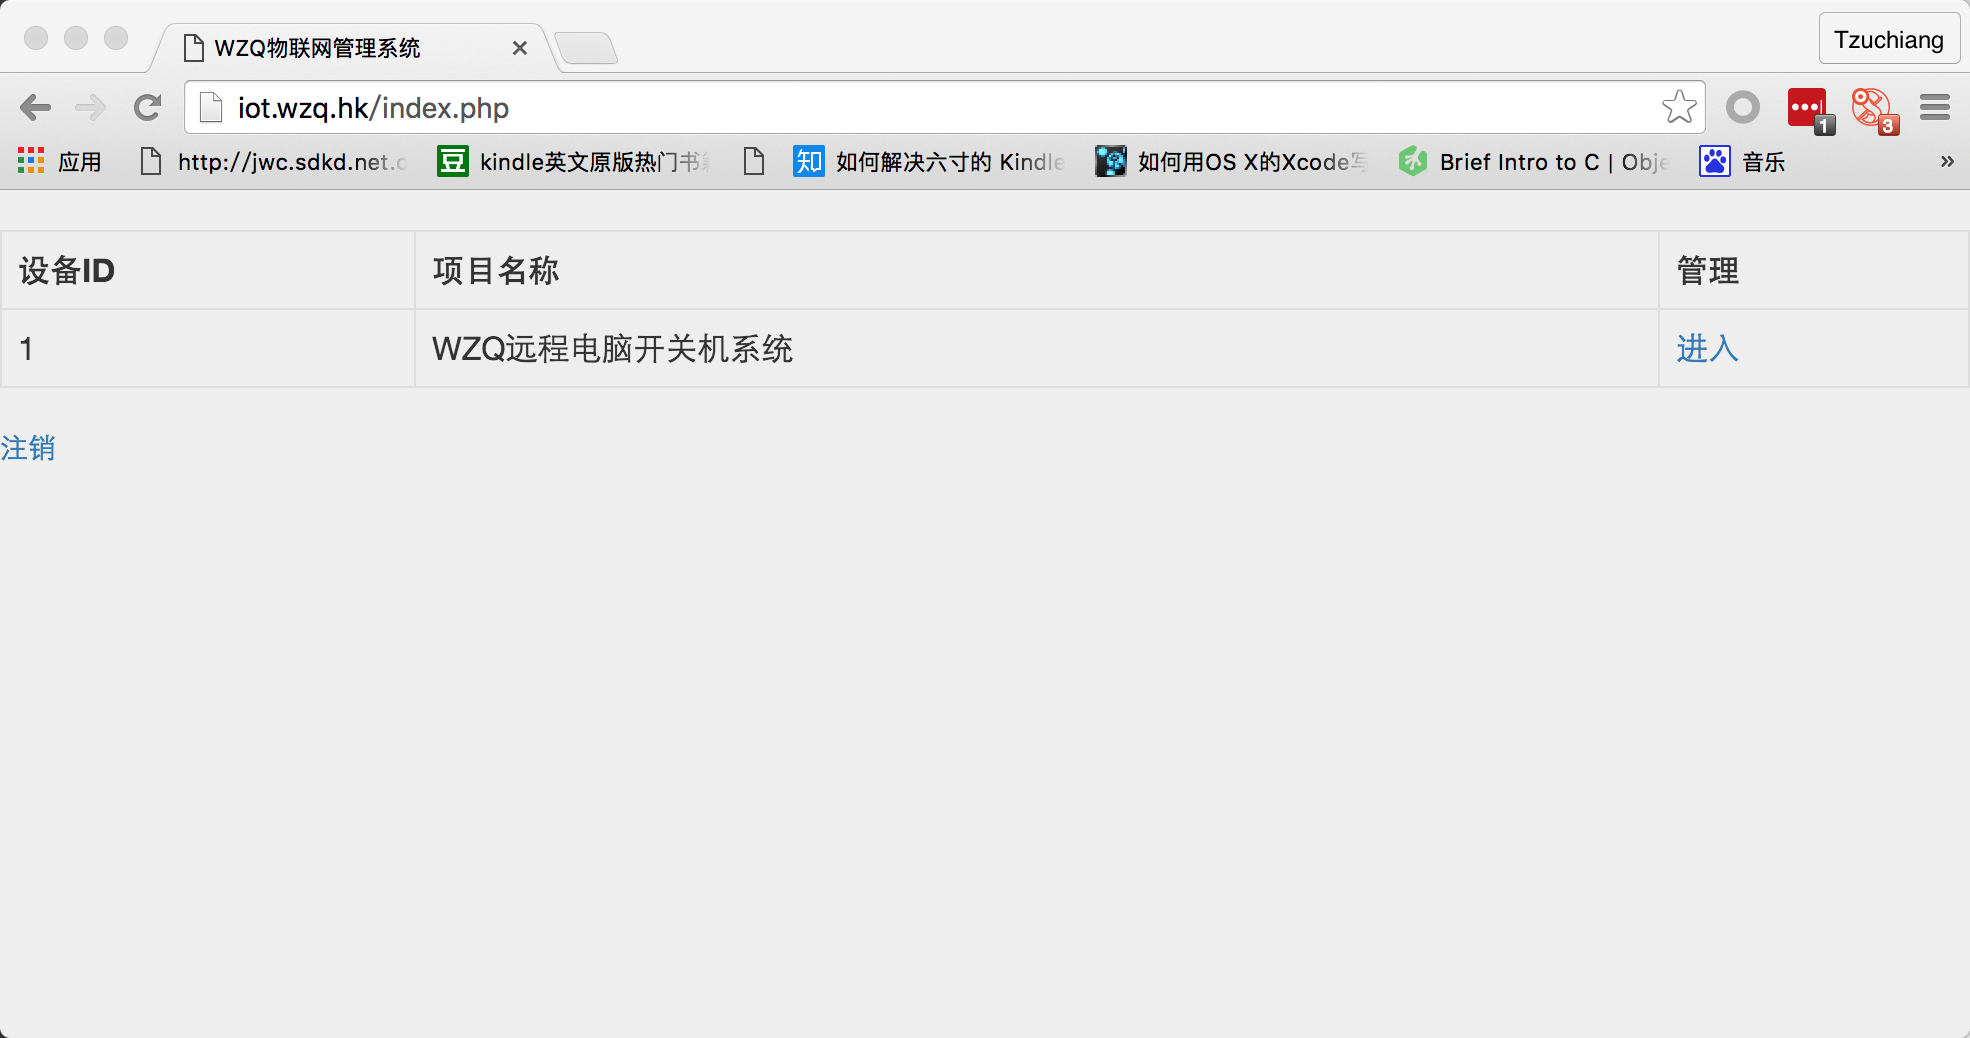 WZQ物联网管理系统
Tzuchiang
iot.wzq.hk/index.php
1
3
应用
http://jwc.sdkd.net.c
豆
kindle英文原版热门书
知
如何解决六寸的 Kindle
如何用OS X的Xcode写
Brief Intro to C | Obje
音乐
»
设备ID 项目名称 管理
1 WZQ远程电脑开关机系统 进入
注销